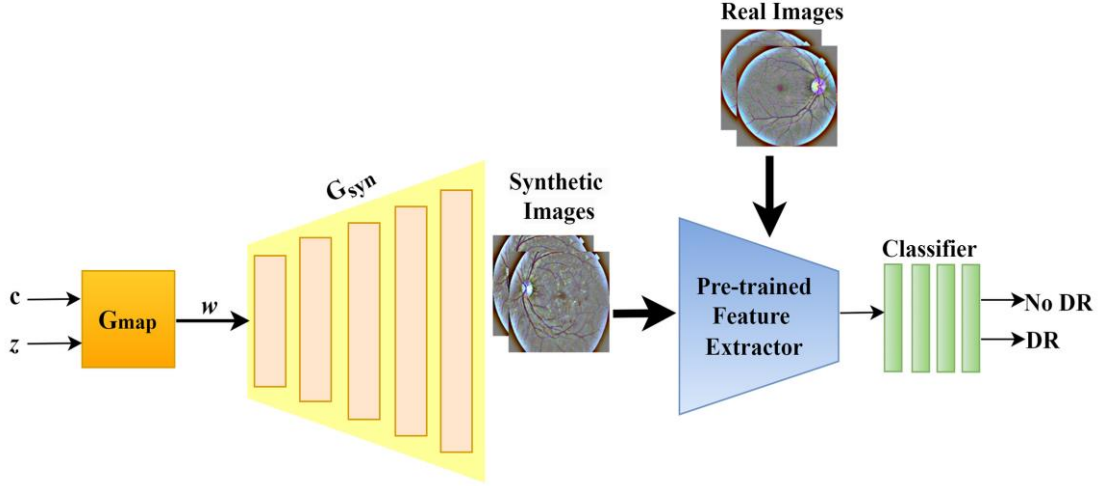 Real Images
Gsyn
Synthetic
Images
Classifier
c
z
Gmap
w
Pre-trained
Feature
Extractor
No DR
DR